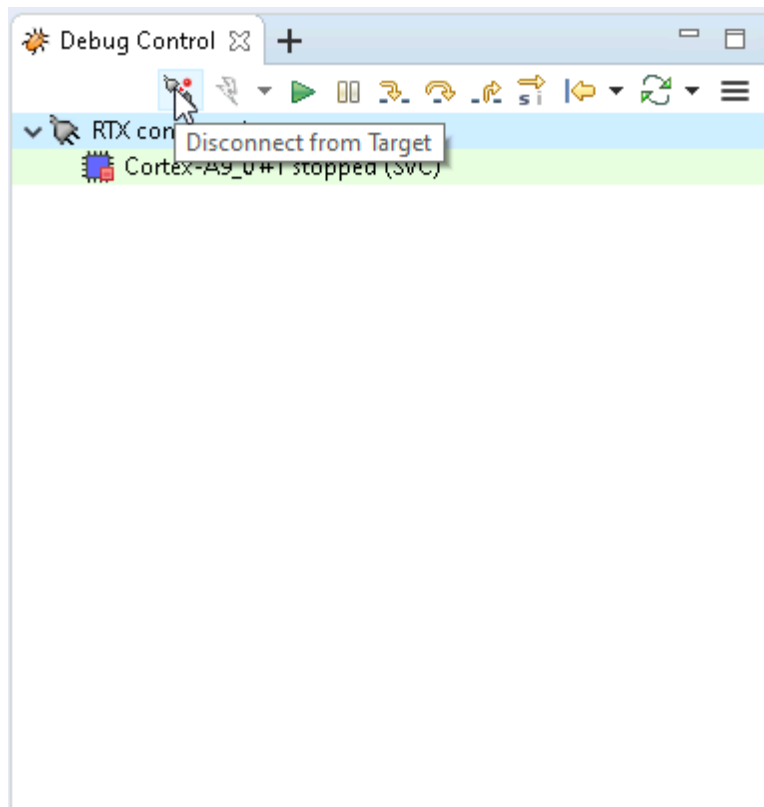 Debug Control
s i
RTX con
Disconnect from Target
Cortex-A9_0 #1 stopped (SVC)